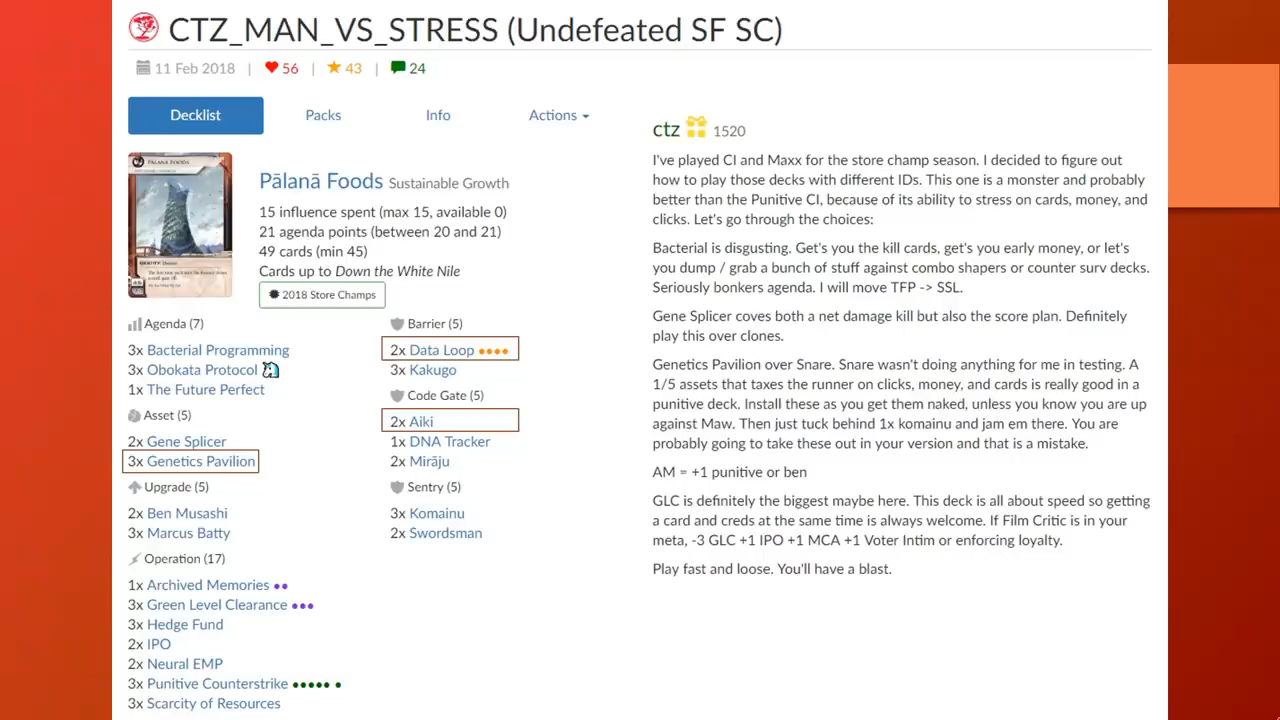 CTZ_MAN_VS_STRESS (Undefeated SF SC)
11 Feb 2018 | 56 | 43 | 24
Decklist Packs Info Actions
PĀLANĀ FOODS
Pālanā Foods Sustainable Growth
15 influence spent (max 15, available 0)
21 agenda points (between 20 and 21)
49 cards (min 45)
Cards up to Down the White Nile
2018 Store Champs
Agenda (7)
3x Bacterial Programming
3x Obokata Protocol
1x The Future Perfect
Asset (5)
2x Gene Splicer
3x Genetics Pavilion
Upgrade (5)
2x Ben Musashi
3x Marcus Batty
Operation (17)
1x Archived Memories
3x Green Level Clearance
3x Hedge Fund
2x IPO
2x Neural EMP
3x Punitive Counterstrike
3x Scarcity of Resources
Barrier (5)
2x Data Loop
3x Kakugo
Code Gate (5)
2x Aiki
1x DNA Tracker
2x Mirāju
Sentry (5)
3x Komainu
2x Swordsman
ctz 1520
I've played CI and Maxx for the store champ season. I decided to figure out
how to play those decks with different IDs. This one is a monster and probably
better than the Punitive CI, because of its ability to stress on cards, money, and
clicks. Let's go through the choices:
Bacterial is disgusting. Get's you the kill cards, get's you early money, or let's
you dump / grab a bunch of stuff against combo shapers or counter surv decks.
Seriously bonkers agenda. I will move TFP -> SSL.
Gene Splicer coves both a net damage kill but also the score plan. Definitely
play this over clones.
Genetics Pavilion over Snare. Snare wasn't doing anything for me in testing. A
1/5 assets that taxes the runner on clicks, money, and cards is really good in a
punitive deck. Install these as you get them naked, unless you know you are up
against Maw. Then just tuck behind 1x komainu and jam em there. You are
probably going to take these out in your version and that is a mistake.
AM = +1 punitive or ben
GLC is definitely the biggest maybe here. This deck is all about speed so getting
a card and creds at the same time is always welcome. If Film Critic is in your
meta, -3 GLC +1 IPO +1 MCA +1 Voter Intim or enforcing loyalty.
Play fast and loose. You'll have a blast.